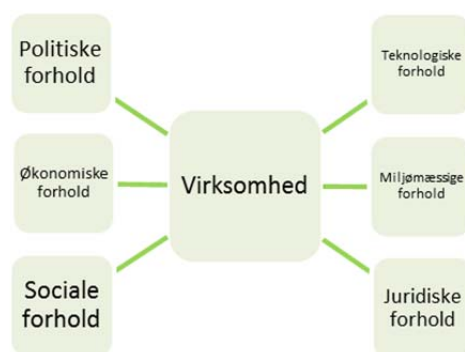 Politiske
forhold
Økonomiske
forhold
Sociale
forhold
Virksomhed
Teknologiske
forhold
Miljømæssige
forhold
Juridiske
forhold